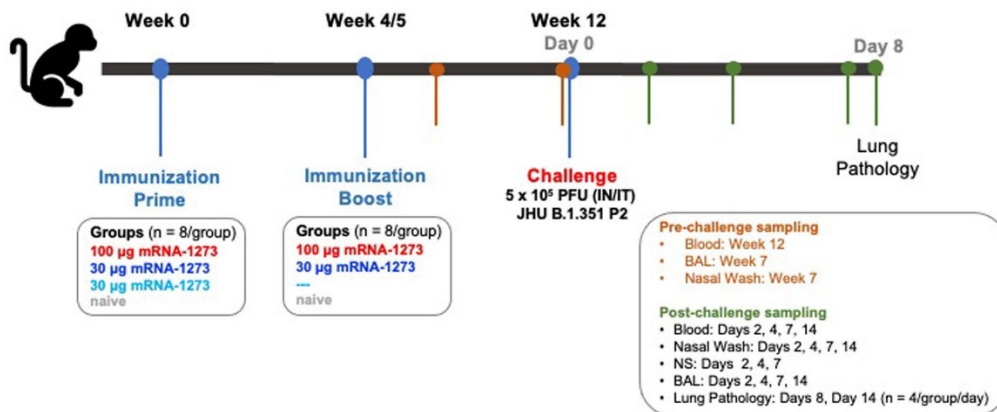 Week 0
Week 4/5
Week 12
Day 0
Day 8
Immunization
Prime
Groups (n = 8/group)
100 µg mRNA-1273
30 µg mRNA-1273
30 µg mRNA-1273
naive
Immunization
Boost
Groups (n = 8/group)
100 µg mRNA-1273
30 µg mRNA-1273
---
naive
Challenge
5 x 10⁵ PFU (IN/IT)
JHU B.1.351 P2
Lung
Pathology
Pre-challenge sampling
• Blood: Week 12
• BAL: Week 7
• Nasal Wash: Week 7
Post-challenge sampling
• Blood: Days 2, 4, 7, 14
• Nasal Wash: Days 2, 4, 7, 14
• NS: Days 2, 4, 7
• BAL: Days 2, 4, 7, 14
• Lung Pathology: Days 8, Day 14 (n = 4/group/day)